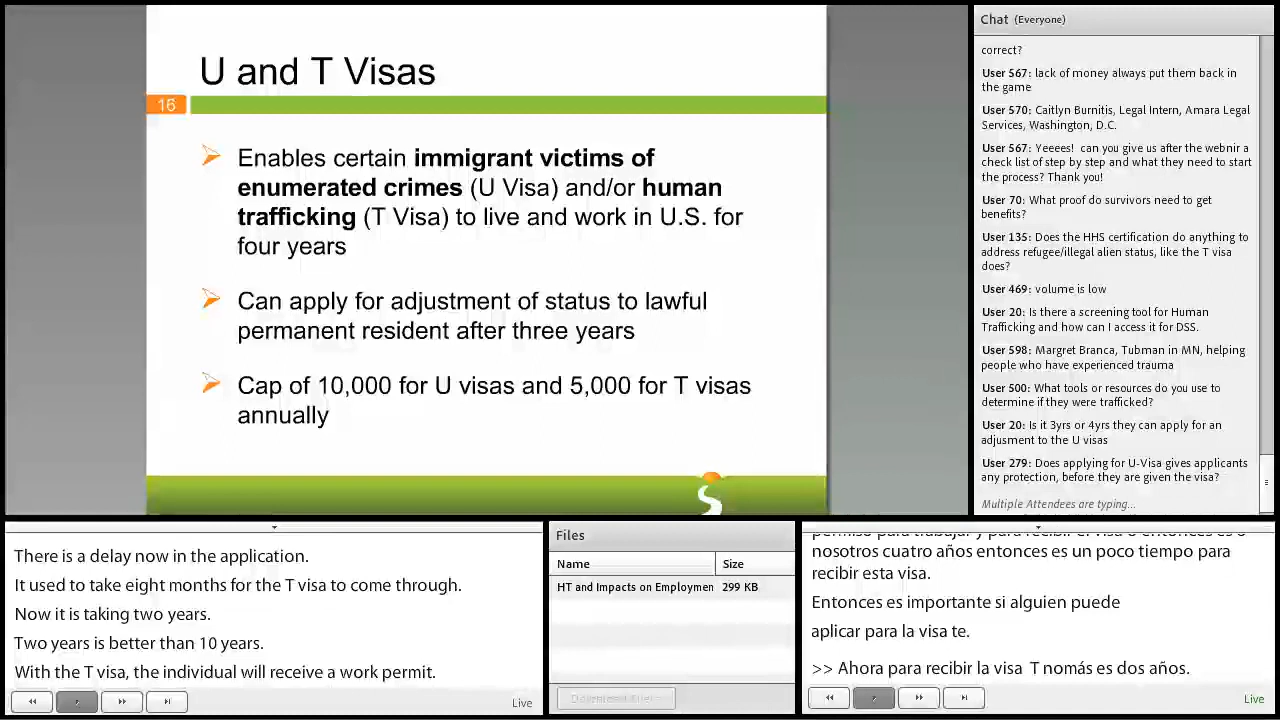 U and T Visas
16
Enables certain immigrant victims of
enumerated crimes (U Visa) and/or human
trafficking (T Visa) to live and work in U.S. for
four years
Can apply for adjustment of status to lawful
permanent resident after three years
Cap of 10,000 for U visas and 5,000 for T visas
annually
Chat (Everyone)
correct?
User 567: lack of money always put them back in
the game
User 570: Caitlyn Burnitis, Legal Intern, Amara Legal
Services, Washington, D.C.
User 567: Yeeees! can you give us after the webnir a
check list of step by step and what they need to start
the process? Thank you!
User 70: What proof do survivors need to get
benefits?
User 135: Does the HHS certification do anything to
address refugee/illegal alien status, like the T visa
does?
User 469: volume is low
User 20: Is there a screening tool for Human
Trafficking and how can I access it for DSS.
User 598: Margret Branca, Tubman in MN, helping
people who have experienced trauma
User 500: What tools or resources do you use to
determine if they were trafficked?
User 20: Is it 3yrs or 4yrs they can apply for an
adjusment to the U visas
User 279: Does applying for U-Visa gives applicants
any protection, before they are given the visa?
Multiple Attendees are typing...
There is a delay now in the application.
It used to take eight months for the T visa to come through.
Now it is taking two years.
Two years is better than 10 years.
With the T visa, the individual will receive a work permit.
Live
Files
Name Size
HT and Impacts on Employmen 299 KB
permiso para trabajar y para recibir el visa o entonces es o
nosotros cuatro años entonces es un poco tiempo para
recibir esta visa.
Entonces es importante si alguien puede
aplicar para la visa te.
>> Ahora para recibir la visa T nomás es dos años.
Live